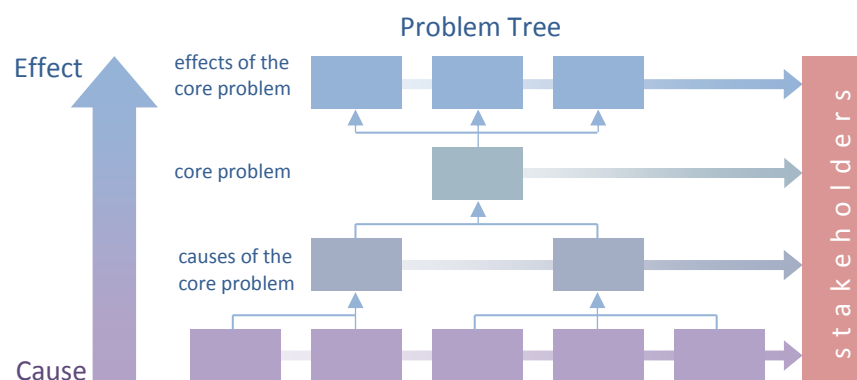 Problem Tree
Effect
effects of the
core problem
core problem
causes of the
core problem
Cause
stakeholders